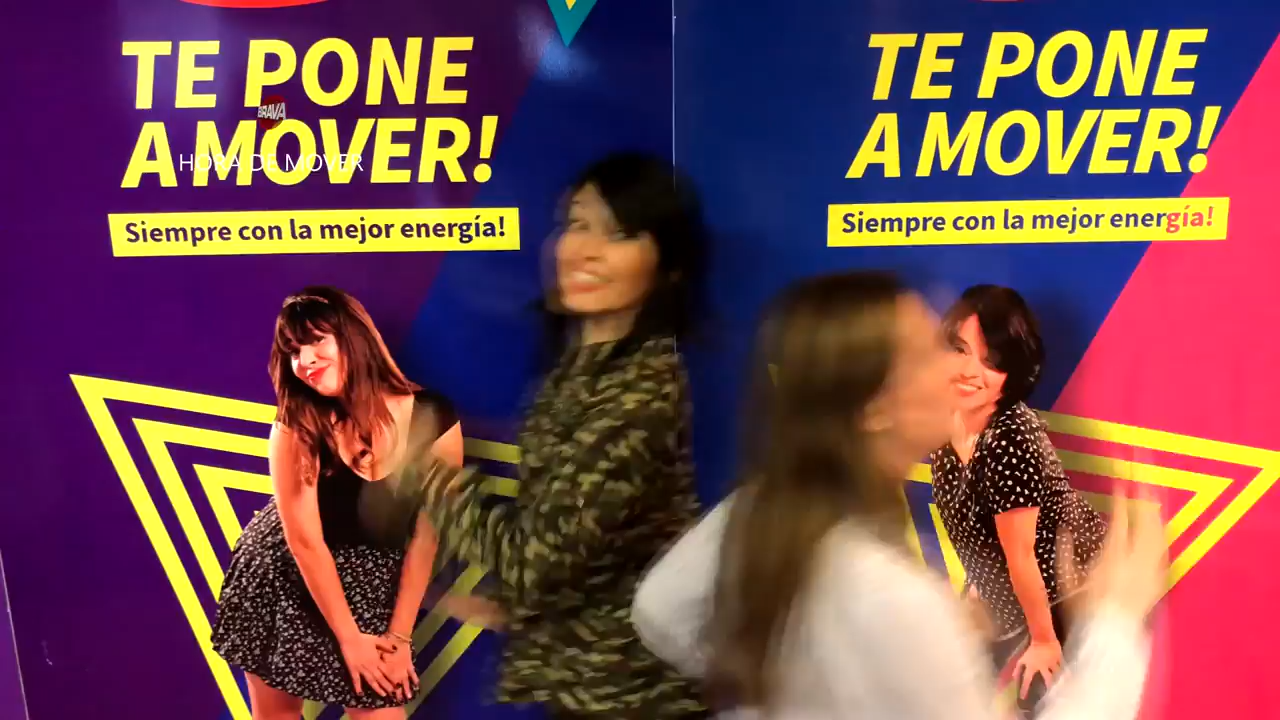 TE PONE
A MOVER!
BRAVA
HORA DE MOVER
Siempre con la mejor energía!
TE PONE
A MOVER!
Siempre con la mejor energía!